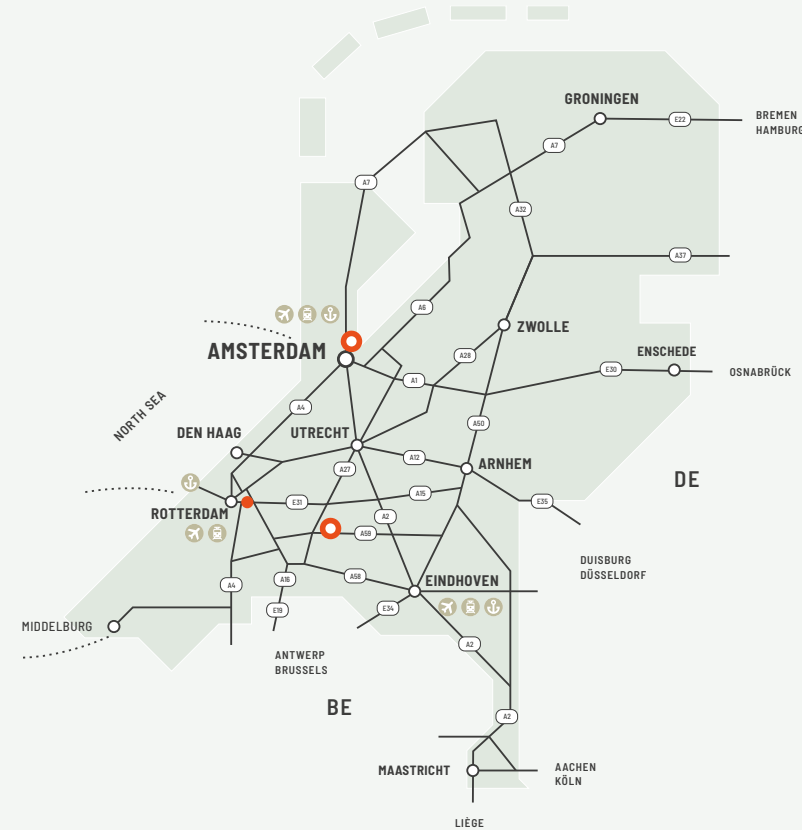 GRONINGEN
E22
BREMEN
HAMBURG
A7
A7
A32
A37
A6
ZWOLLE
AMSTERDAM
A28
ENSCHEDE
E30
OSNABRÜCK
A1
A4
NORTH SEA
A50
DEN HAAG
UTRECHT
A12
ARNHEM
A27
DE
ROTTERDAM
E31
A15
E35
A2
A59
DUISBURG
DÜSSELDORF
A4
A16
A58
EINDHOVEN
E19
E34
MIDDELBURG
A2
ANTWERP
BRUSSELS
BE
A2
MAASTRICHT
AACHEN
KÖLN
LIÈGE